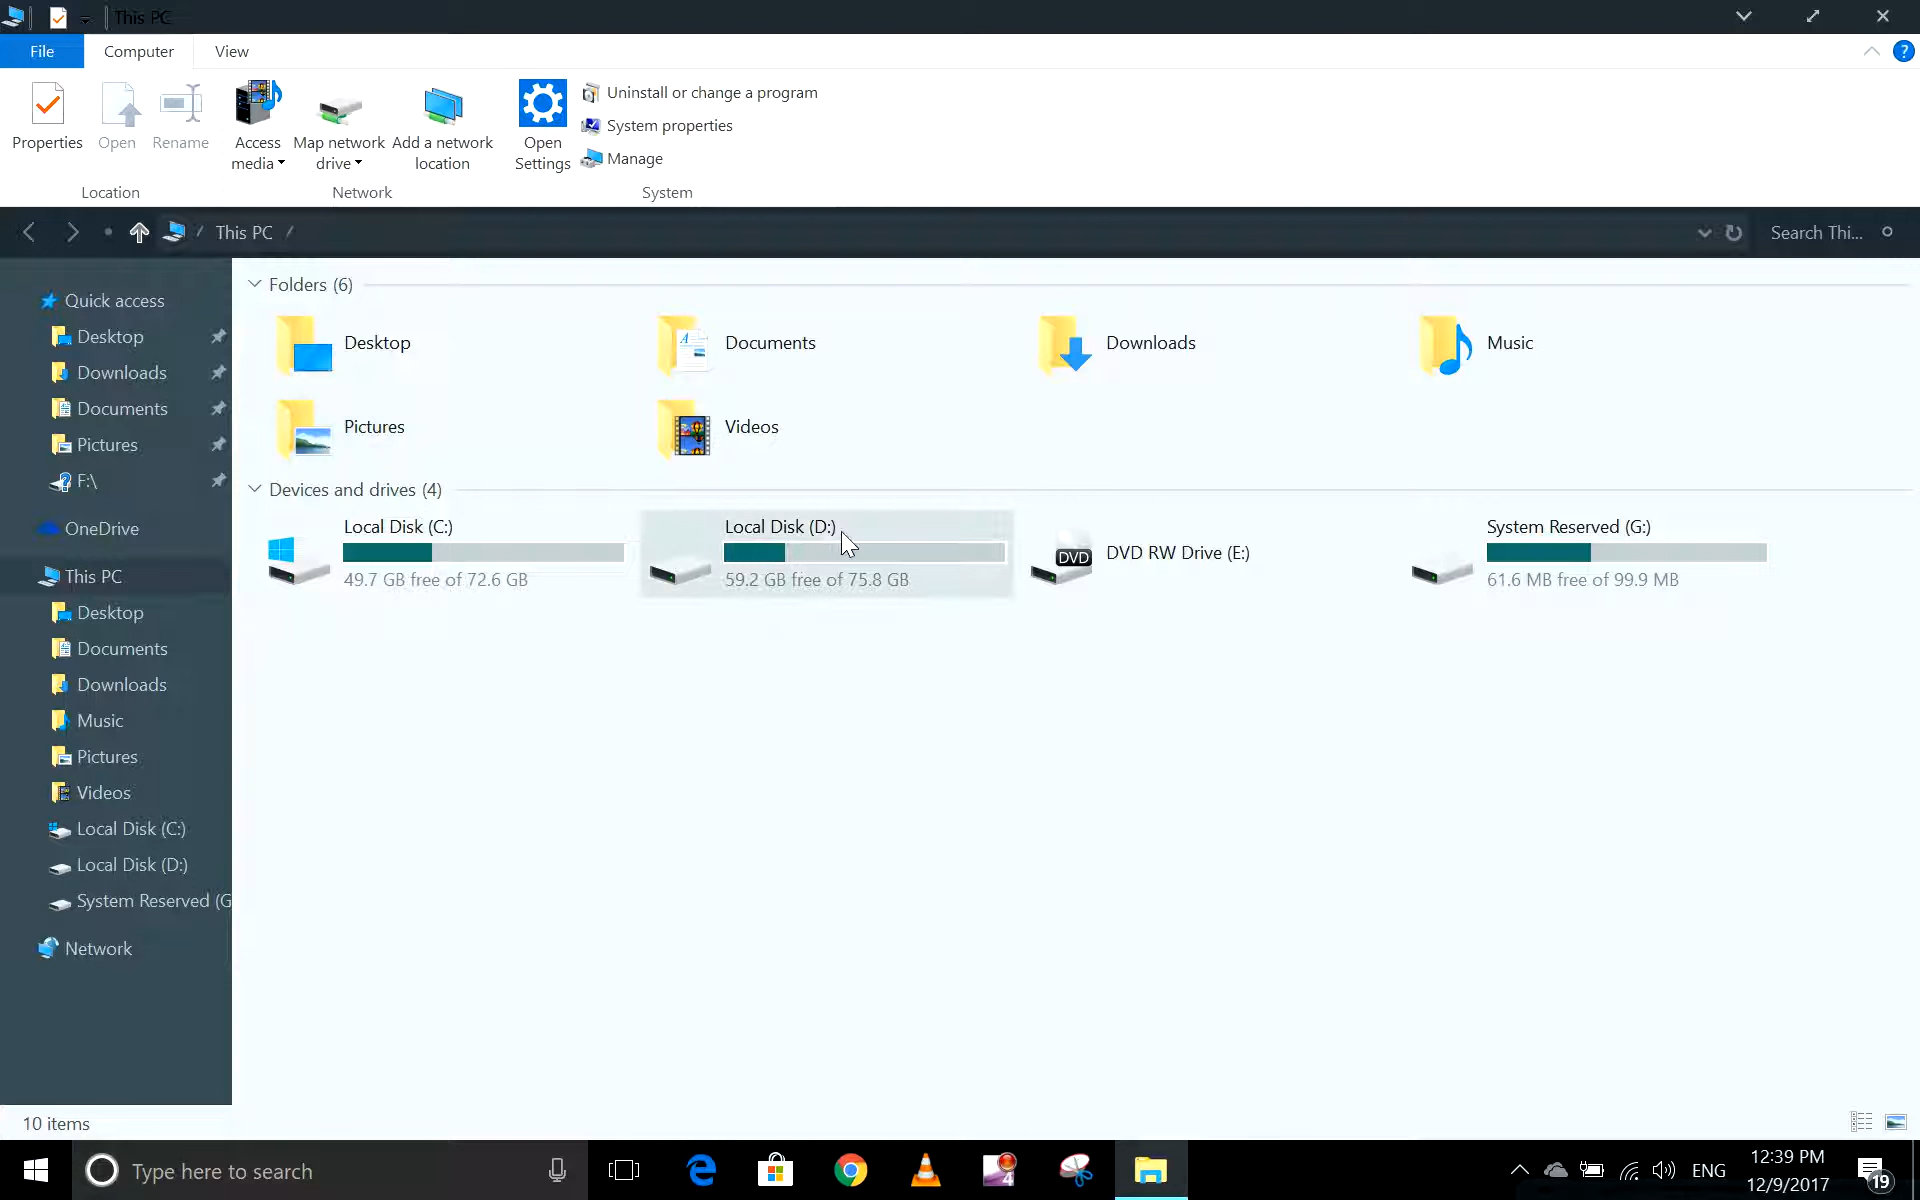 This PC
File
Computer
View
Properties
Open
Rename
Access media
Map network drive
Add a network location
Open Settings
Uninstall or change a program
System properties
Manage
Location
Network
System
This PC
Search Thi...
Quick access
Desktop
Downloads
Documents
Pictures
F:\
OneDrive
This PC
Desktop
Documents
Downloads
Music
Pictures
Videos
Local Disk (C:)
Local Disk (D:)
System Reserved (G
Network
Folders (6)
Desktop
Documents
Downloads
Music
Pictures
Videos
Devices and drives (4)
Local Disk (C:)
49.7 GB free of 72.6 GB
Local Disk (D:)
59.2 GB free of 75.8 GB
DVD
DVD RW Drive (E:)
System Reserved (G:)
61.6 MB free of 99.9 MB
10 items
Type here to search
4
ENG
12:39 PM
12/9/2017
19